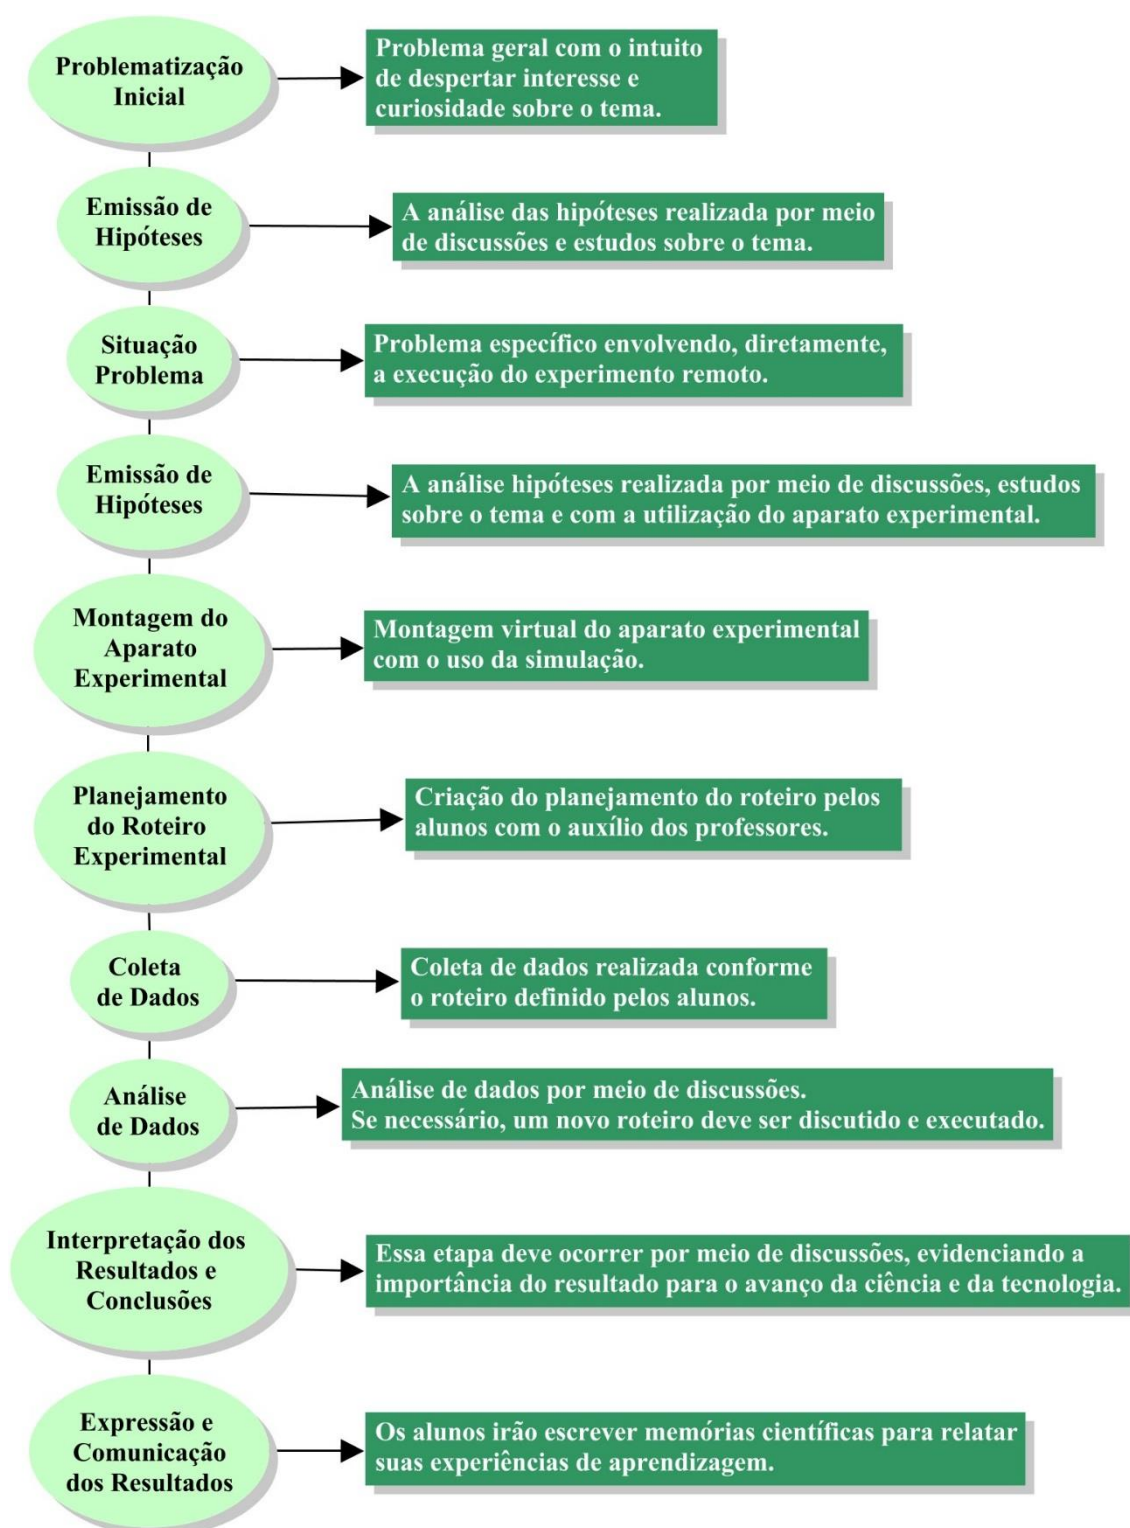 Problematização
Inicial
Problema geral com o intuito
de despertar interesse e
curiosidade sobre o tema.
Emissão de
Hipóteses
A análise das hipóteses realizada por meio
de discussões e estudos sobre o tema.
Situação
Problema
Problema específico envolvendo, diretamente,
a execução do experimento remoto.
Emissão de
Hipóteses
A análise hipóteses realizada por meio de discussões, estudos
sobre o tema e com a utilização do aparato experimental.
Montagem do
Aparato
Experimental
Montagem virtual do aparato experimental
com o uso da simulação.
Planejamento
do Roteiro
Experimental
Criação do planejamento do roteiro pelos
alunos com o auxílio dos professores.
Coleta
de Dados
Coleta de dados realizada conforme
o roteiro definido pelos alunos.
Análise
de Dados
Análise de dados por meio de discussões.
Se necessário, um novo roteiro deve ser discutido e executado.
Interpretação dos
Resultados e
Conclusões
Essa etapa deve ocorrer por meio de discussões, evidenciando a
importância do resultado para o avanço da ciência e da tecnologia.
Expressão e
Comunicação
dos Resultados
Os alunos irão escrever memórias científicas para relatar
suas experiências de aprendizagem.